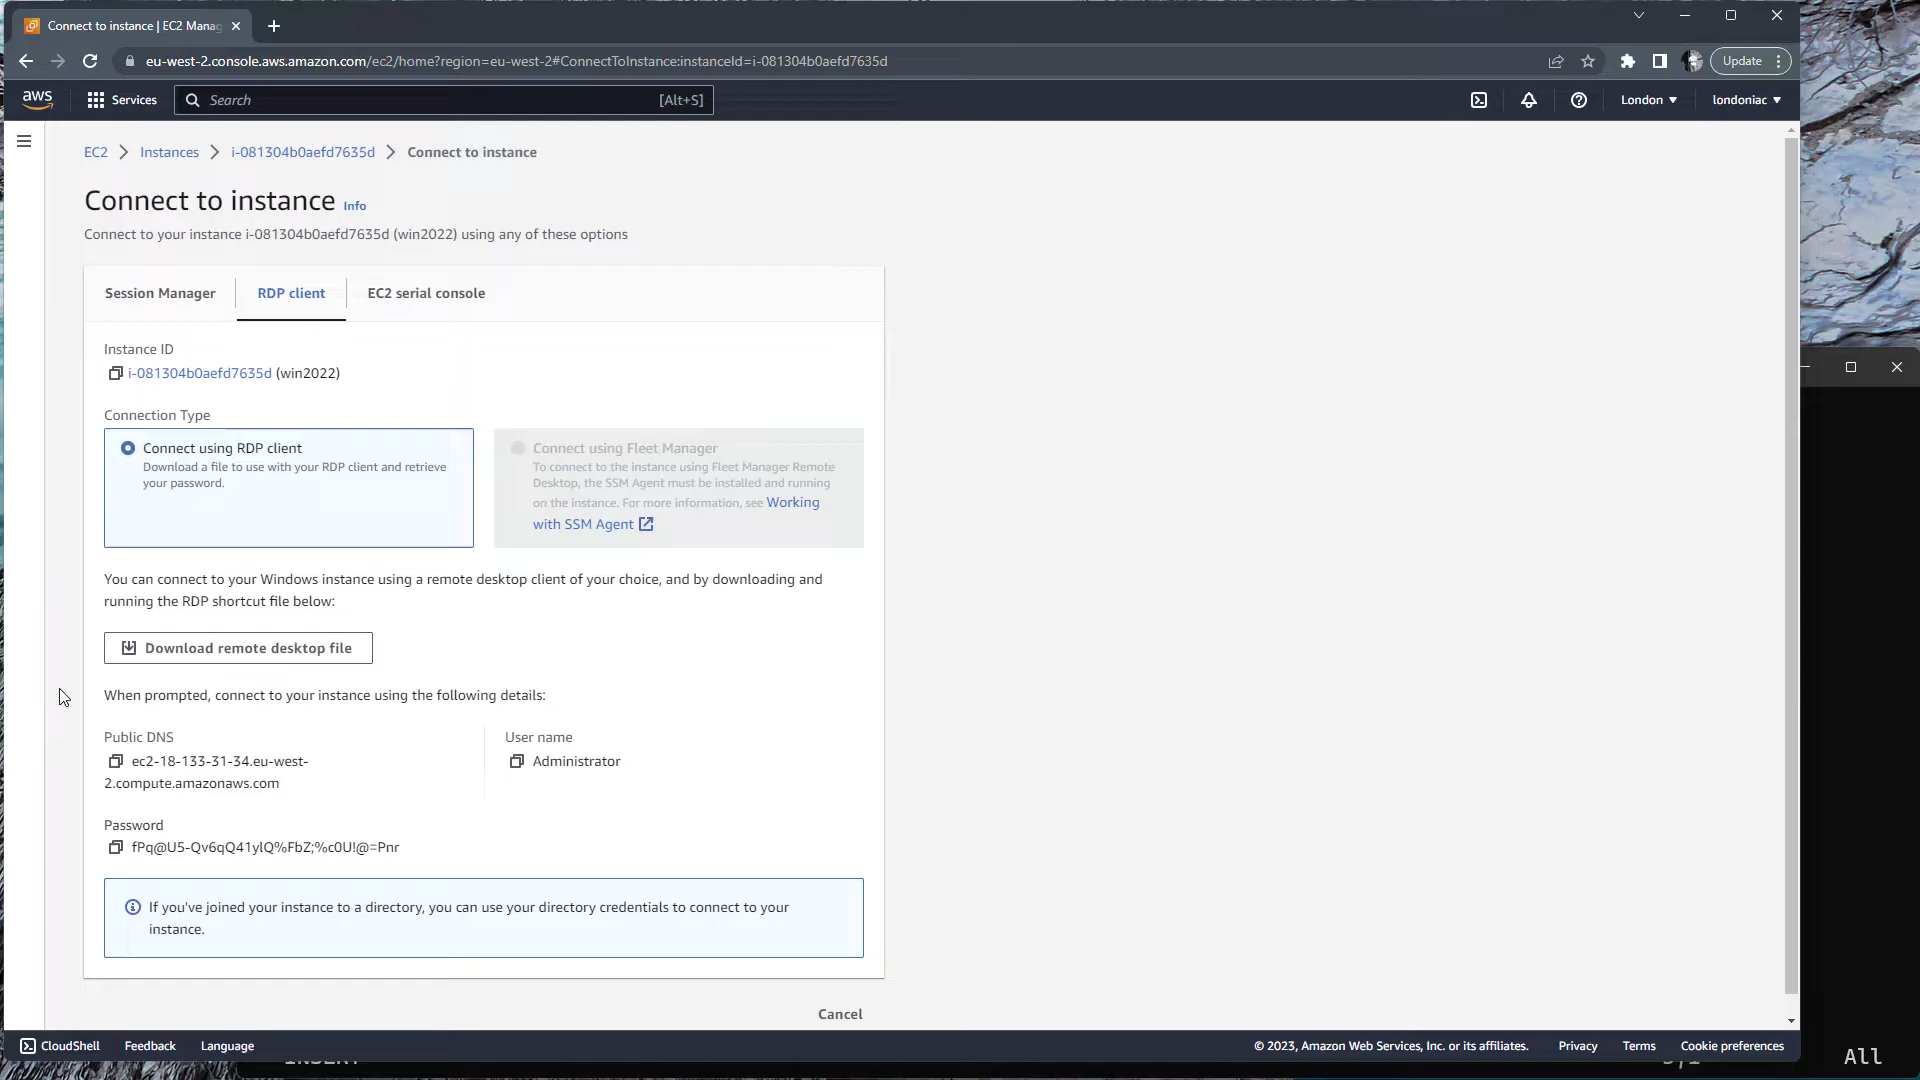 Connect to instance | EC2 Manag
eu-west-2.console.aws.amazon.com/ec2/home?region=eu-west-2#ConnectToInstance:instanceId=i-081304b0aefd7635d
Update
aws
Services
Search
[Alt+S]
London
londoniac
EC2
Instances
i-081304b0aefd7635d
Connect to instance
Connect to instance Info
Connect to your instance i-081304b0aefd7635d (win2022) using any of these options
Session Manager
RDP client
EC2 serial console
Instance ID
i-081304b0aefd7635d (win2022)
Connection Type
Connect using RDP client
Download a file to use with your RDP client and retrieve
your password.
Connect using Fleet Manager
To connect to the instance using Fleet Manager Remote
Desktop, the SSM Agent must be installed and running
on the instance. For more information, see Working
with SSM Agent
You can connect to your Windows instance using a remote desktop client of your choice, and by downloading and
running the RDP shortcut file below:
Download remote desktop file
When prompted, connect to your instance using the following details:
Public DNS
ec2-18-133-31-34.eu-west-
2.compute.amazonaws.com
User name
Administrator
Password
fPq@U5-Qv6qQ41ylQ%FbZ;%c0U!@=Pnr
If you've joined your instance to a directory, you can use your directory credentials to connect to your
instance.
Cancel
CloudShell
Feedback
Language
© 2023, Amazon Web Services, Inc. or its affiliates.
Privacy
Terms
Cookie preferences
All